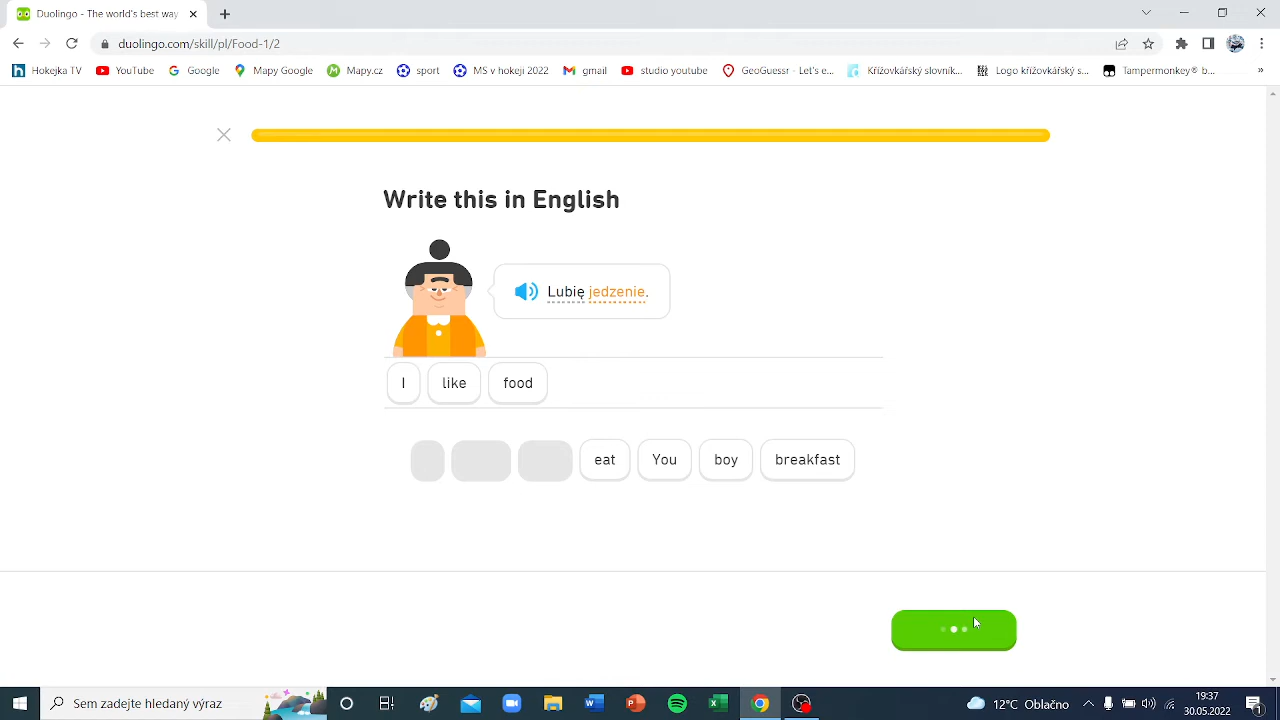 Duolingo - The world's best way
duolingo.com/skill/pl/Food-1/2
Hokejka TV YouTube Google Mapy Google Mapy.cz sport MS v hokeji 2022 gmail studio youtube GeoGuessr - Let's e... Křížovkářský slovník... Logo křížovkářský s... Tampermonkey® b... »
Write this in English
Lubię jedzenie.
I like food
eat You boy breakfast
Sem zadejte hledaný výraz
12°C Oblačno
19:37
30.05.2022